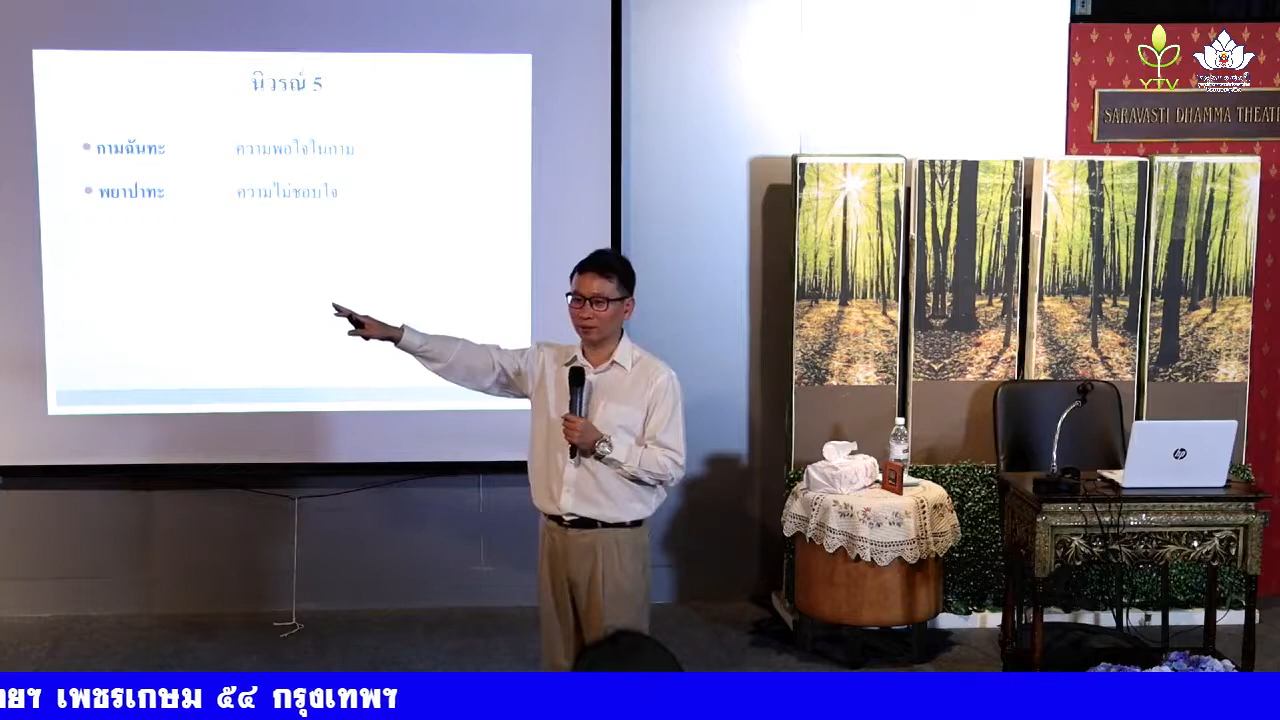 นิวรณ์ 5
• กามฉันทะ ความพอใจในกาม
• พยาปาทะ ความไม่ชอบใจ
YTV
SARAVASTI DHAMMA THEAT
hp
ายฯ เพชรเกษม ๕๔ กรุงเทพฯ